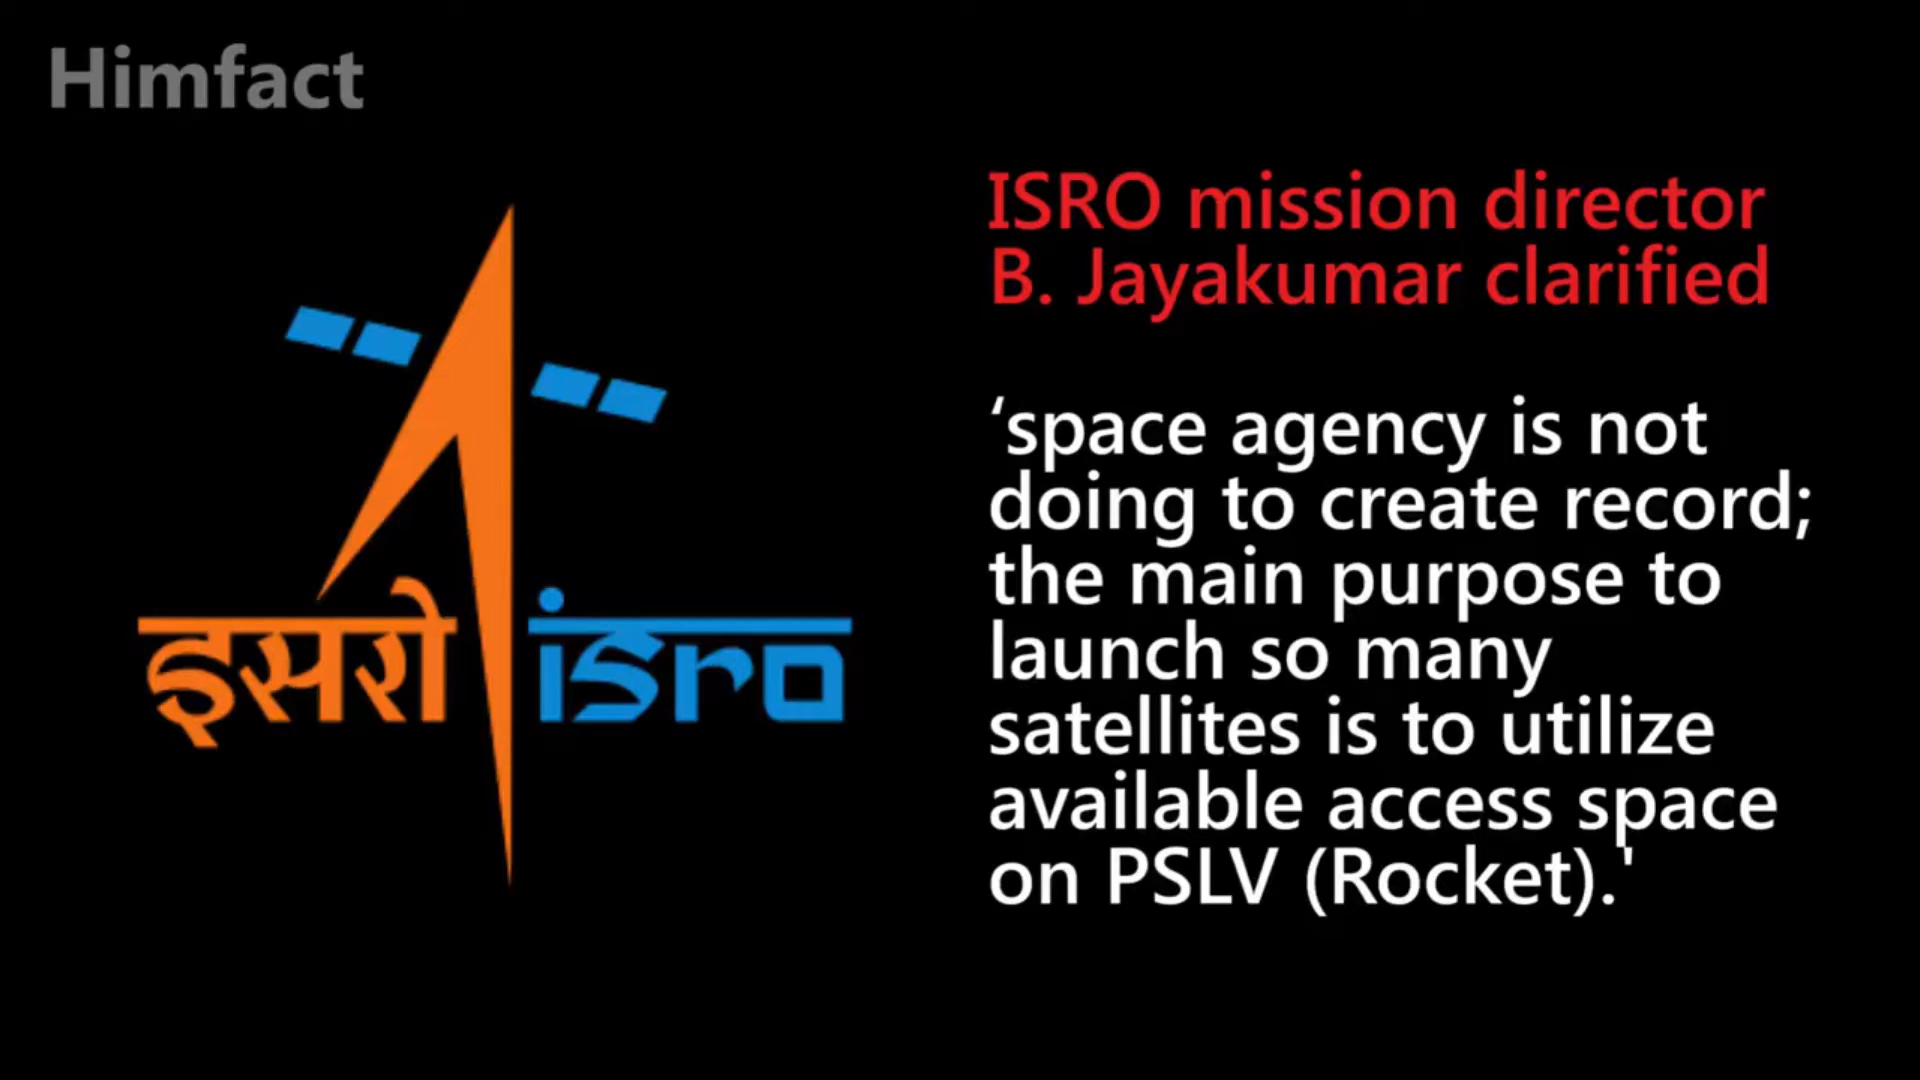 Himfact
इसरो isro
ISRO mission director
B. Jayakumar clarified
‘space agency is not
doing to create record;
the main purpose to
launch so many
satellites is to utilize
available access space
on PSLV (Rocket).'